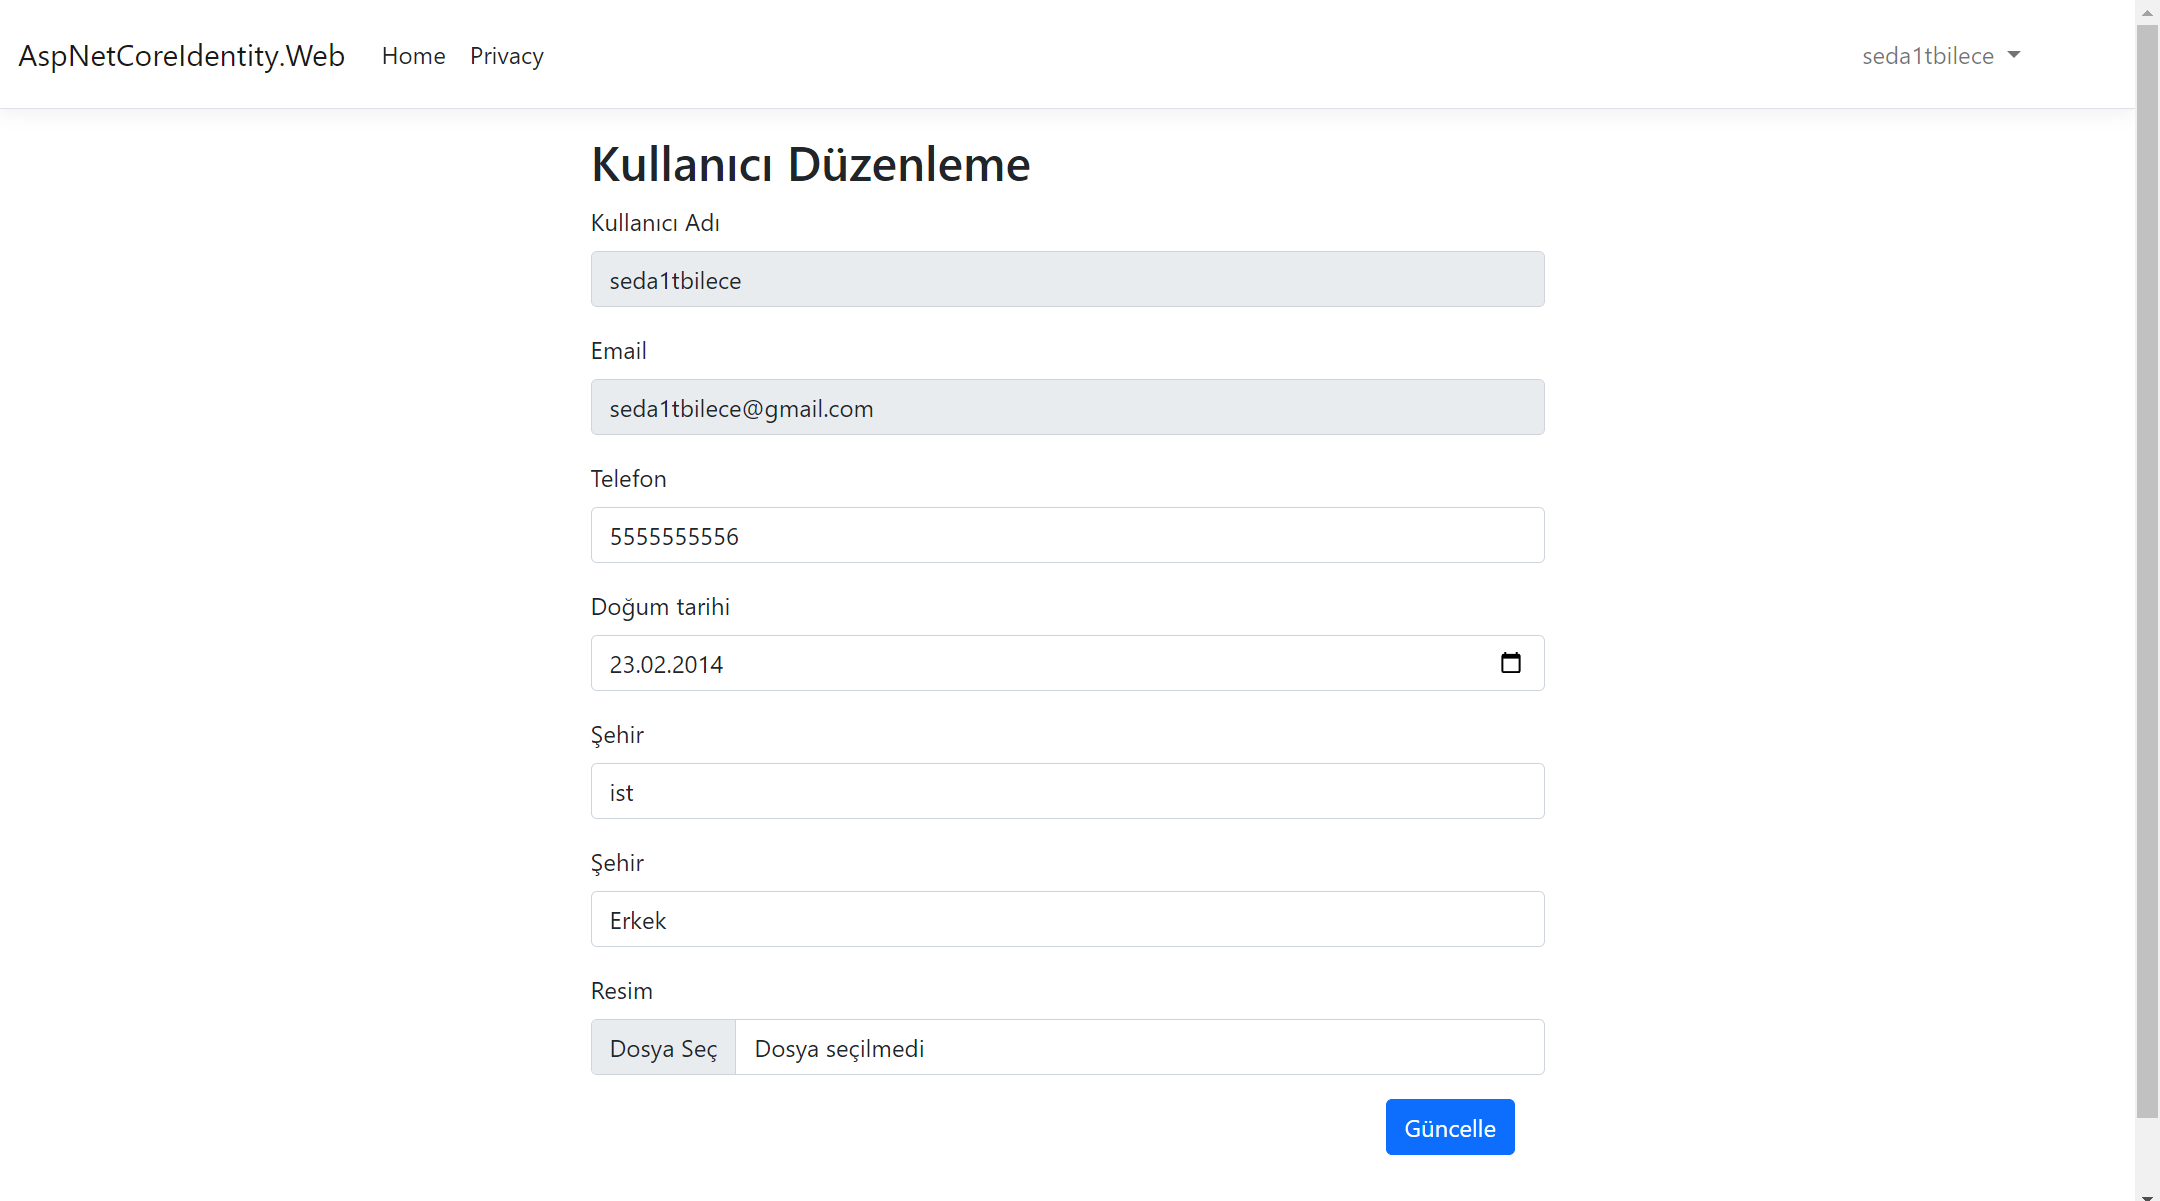 AspNetCoreIdentity.Web Home Privacy seda1tbilece
Kullanıcı Düzenleme
Kullanıcı Adı
seda1tbilece
Email
seda1tbilece@gmail.com
Telefon
5555555556
Doğum tarihi
23.02.2014
Şehir
ist
Şehir
Erkek
Resim
Dosya Seç Dosya seçilmedi
Güncelle